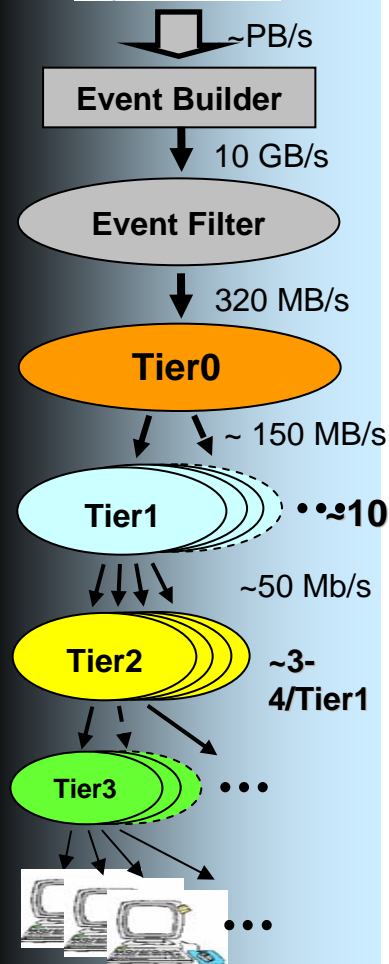 ~PB/s
Event Builder
10 GB/s
Event Filter
320 MB/s
Tier0
~ 150 MB/s
Tier1
•••
~10
~50 Mb/s
Tier2
~3-
4/Tier1
Tier3
•••
•••